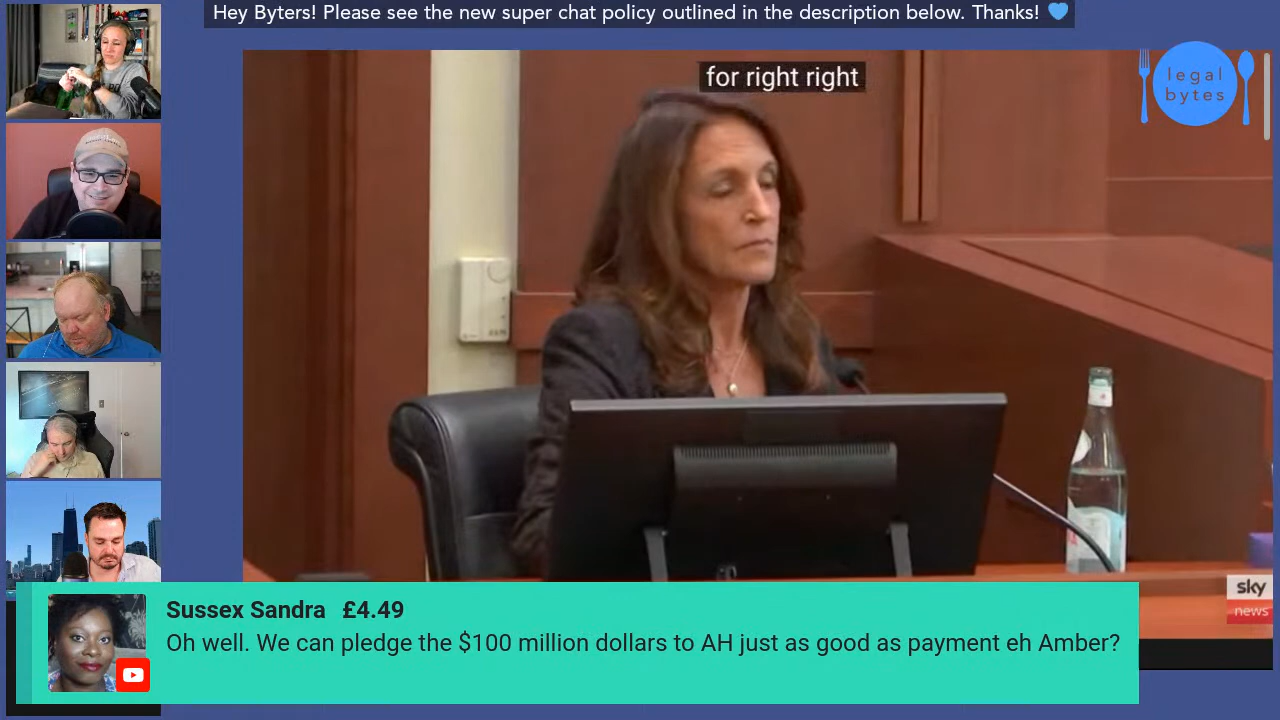 Hey Byters! Please see the new super chat policy outlined in the description below. Thanks! 💙
for right right
legal
bytes
sky
news
Sussex Sandra £4.49
Oh well. We can pledge the $100 million dollars to AH just as good as payment eh Amber?